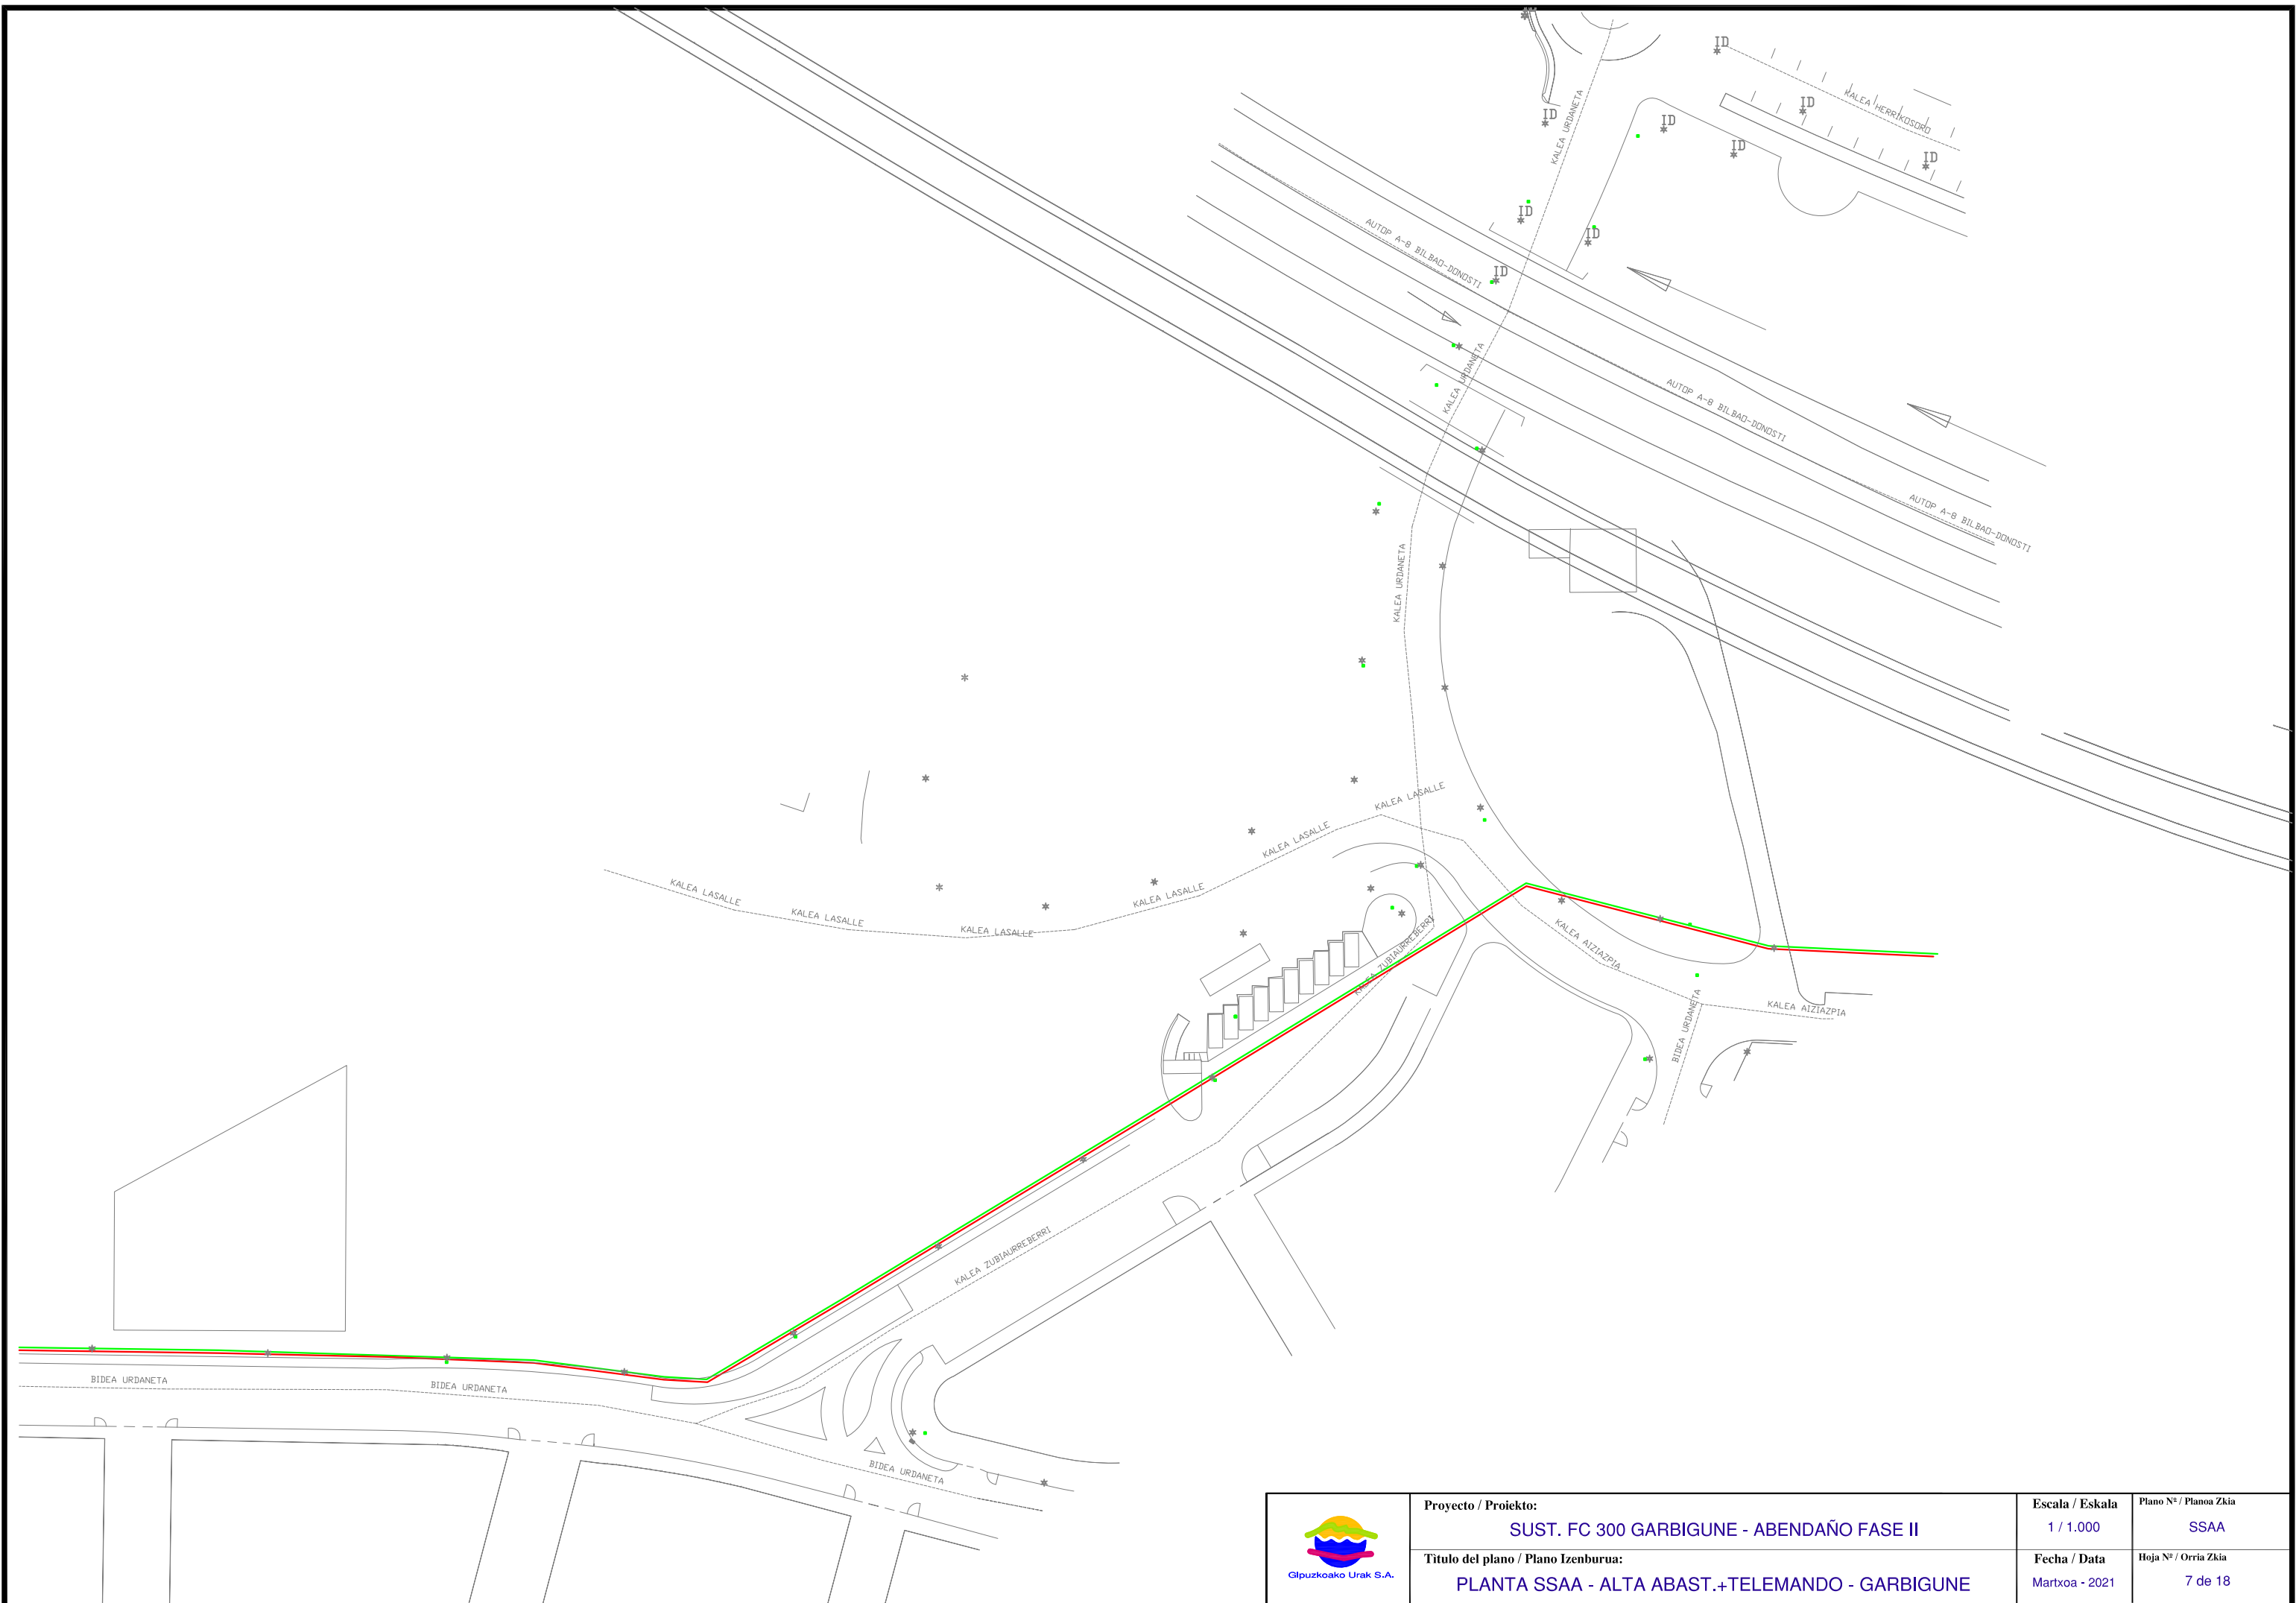 ID
ID
KALEA HERRIKOSORO
ID
ID
KALEA URDANETA
ID
ID
ID
ID
ID
AUTOP A-8 BILBAO-DONOSTI
KALEA URDANETA
AUTOP A-8 BILBAO-DONOSTI
AUTOP A-8 BILBAO-DONOSTI
KALEA URDANETA
KALEA LASALLE
KALEA LASALLE
KALEA LASALLE
KALEA LASALLE
KALEA LASALLE
KALEA LASALLE
KALEA ZUBIAURREBERRI
KALEA AIZIAZPIA
KALEA AIZIAZPIA
BIDEA URDANETA
KALEA ZUBIAURREBERRI
BIDEA URDANETA
BIDEA URDANETA
BIDEA URDANETA
Gipuzkoako Urak S.A.
Proyecto / Proiekto:
SUST. FC 300 GARBIGUNE - ABENDAÑO FASE II
Titulo del plano / Plano Izenburua:
PLANTA SSAA - ALTA ABAST.+TELEMANDO - GARBIGUNE
Escala / Eskala
1 / 1.000
Fecha / Data
Martxoa - 2021
Plano Nº / Planoa Zkia
SSAA
Hoja Nº / Orria Zkia
7 de 18